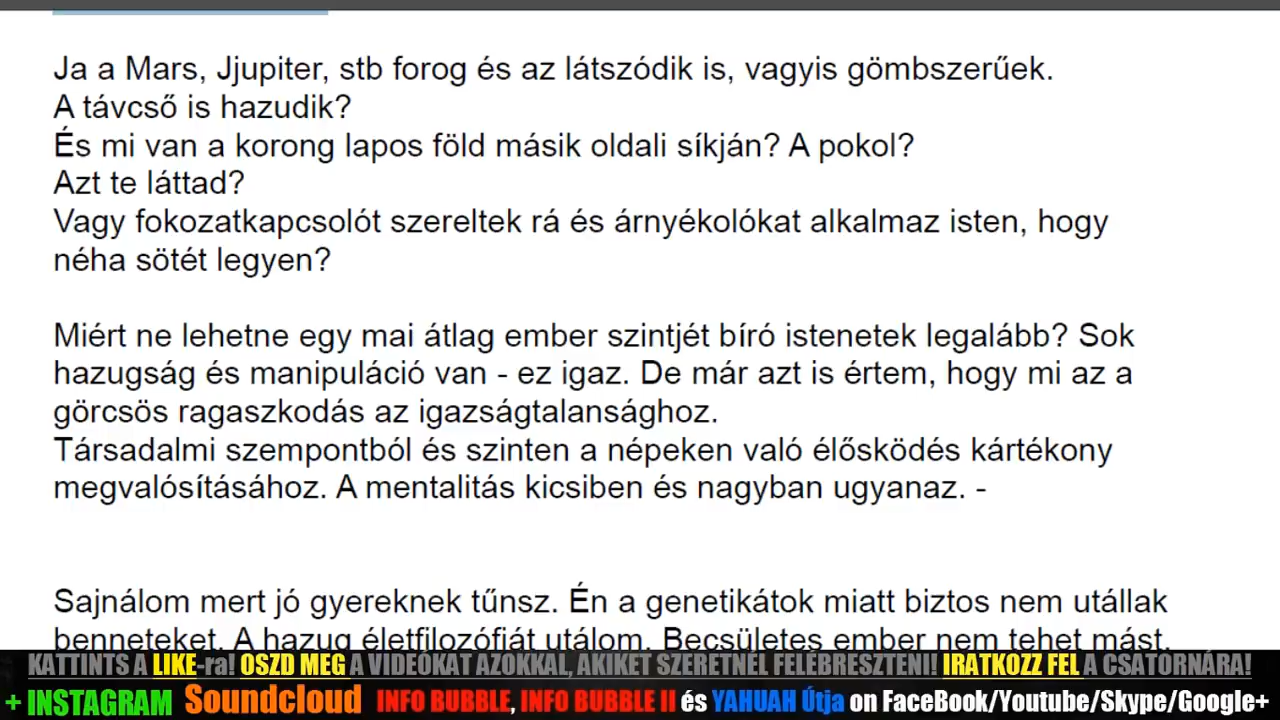 Ja a Mars, Jjupiter, stb forog és az látszódik is, vagyis gömbszerűek.
A távcső is hazudik?
És mi van a korong lapos föld másik oldali síkján? A pokol?
Azt te láttad?
Vagy fokozatkapcsolót szereltek rá és árnyékolókat alkalmaz isten, hogy
néha sötét legyen?
Miért ne lehetne egy mai átlag ember szintjét bíró istenetek legalább? Sok
hazugság és manipuláció van - ez igaz. De már azt is értem, hogy mi az a
görcsös ragaszkodás az igazságtalansághoz.
Társadalmi szempontból és szinten a népeken való élősködés kártékony
megvalósításához. A mentalitás kicsiben és nagyban ugyanaz. -
Sajnálom mert jó gyereknek tűnsz. Én a genetikátok miatt biztos nem utállak
benneteket. A hazug életfilozófiát utálom. Becsületes ember nem tehet mást.
KATTINTS A LIKE-ra! OSZD MEG A VIDEÓKAT AZOKKAL, AKIKET SZERETNÉL FELÉBRESZTENI! IRATKOZZ FEL A CSATORNÁRA!
+ INSTAGRAM Soundcloud INFO BUBBLE, INFO BUBBLE II és YAHUAH Útja on FaceBook/Youtube/Skype/Google+